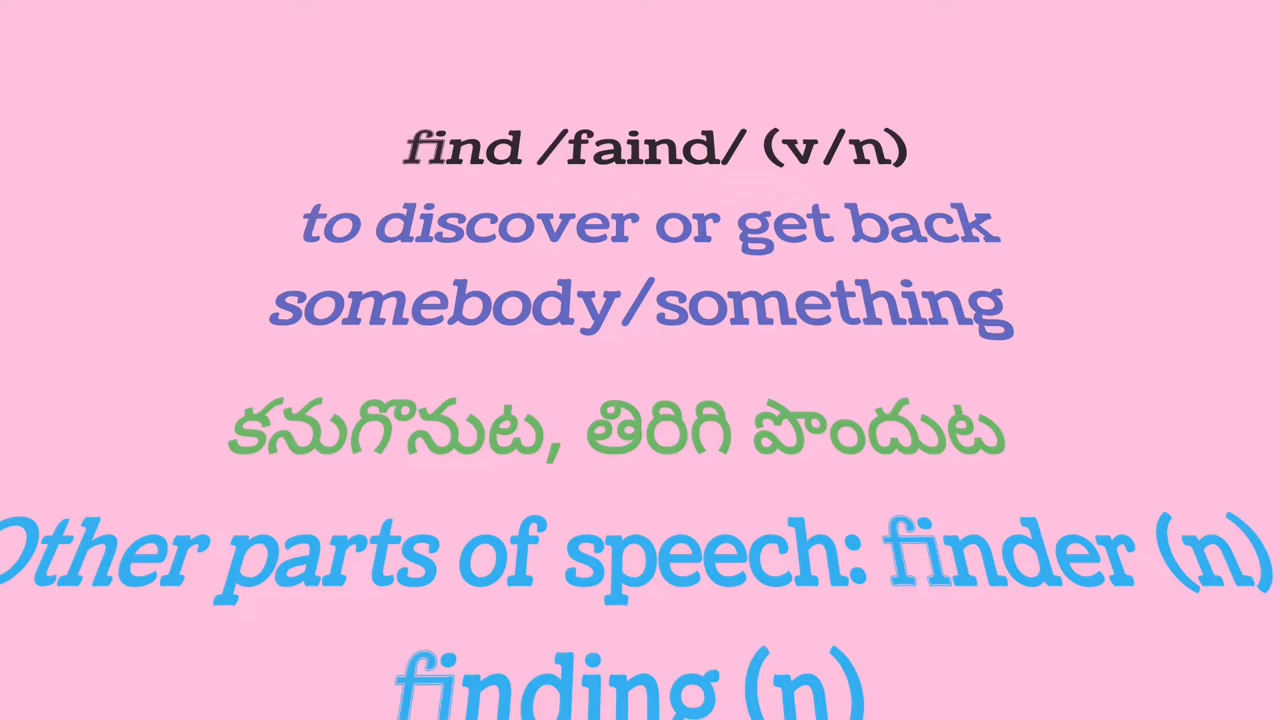 find /faind/ (v/n)
to discover or get back
somebody/something
కనుగొనుట, తిరిగి పొందుట
Other parts of speech: finder (n)
finding (n)